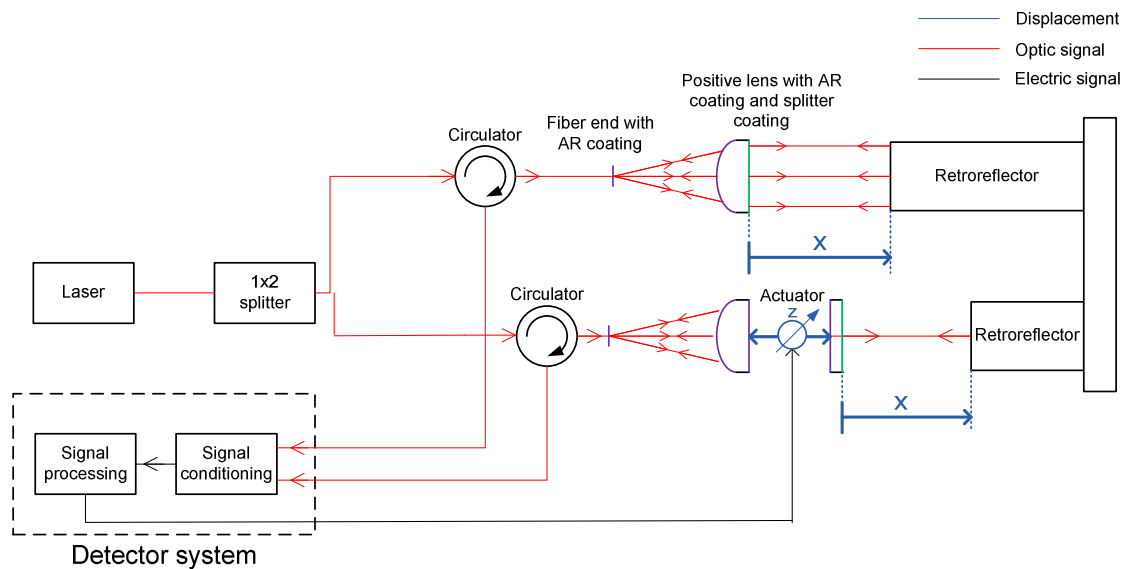 Displacement
Optic signal
Electric signal
Positive lens with AR
coating and splitter
coating
Fiber end with
AR coating
Circulator
Retroreflector
X
Laser
1x2
splitter
Circulator
Actuator
z
Retroreflector
X
Signal
processing
Signal
conditioning
Detector system